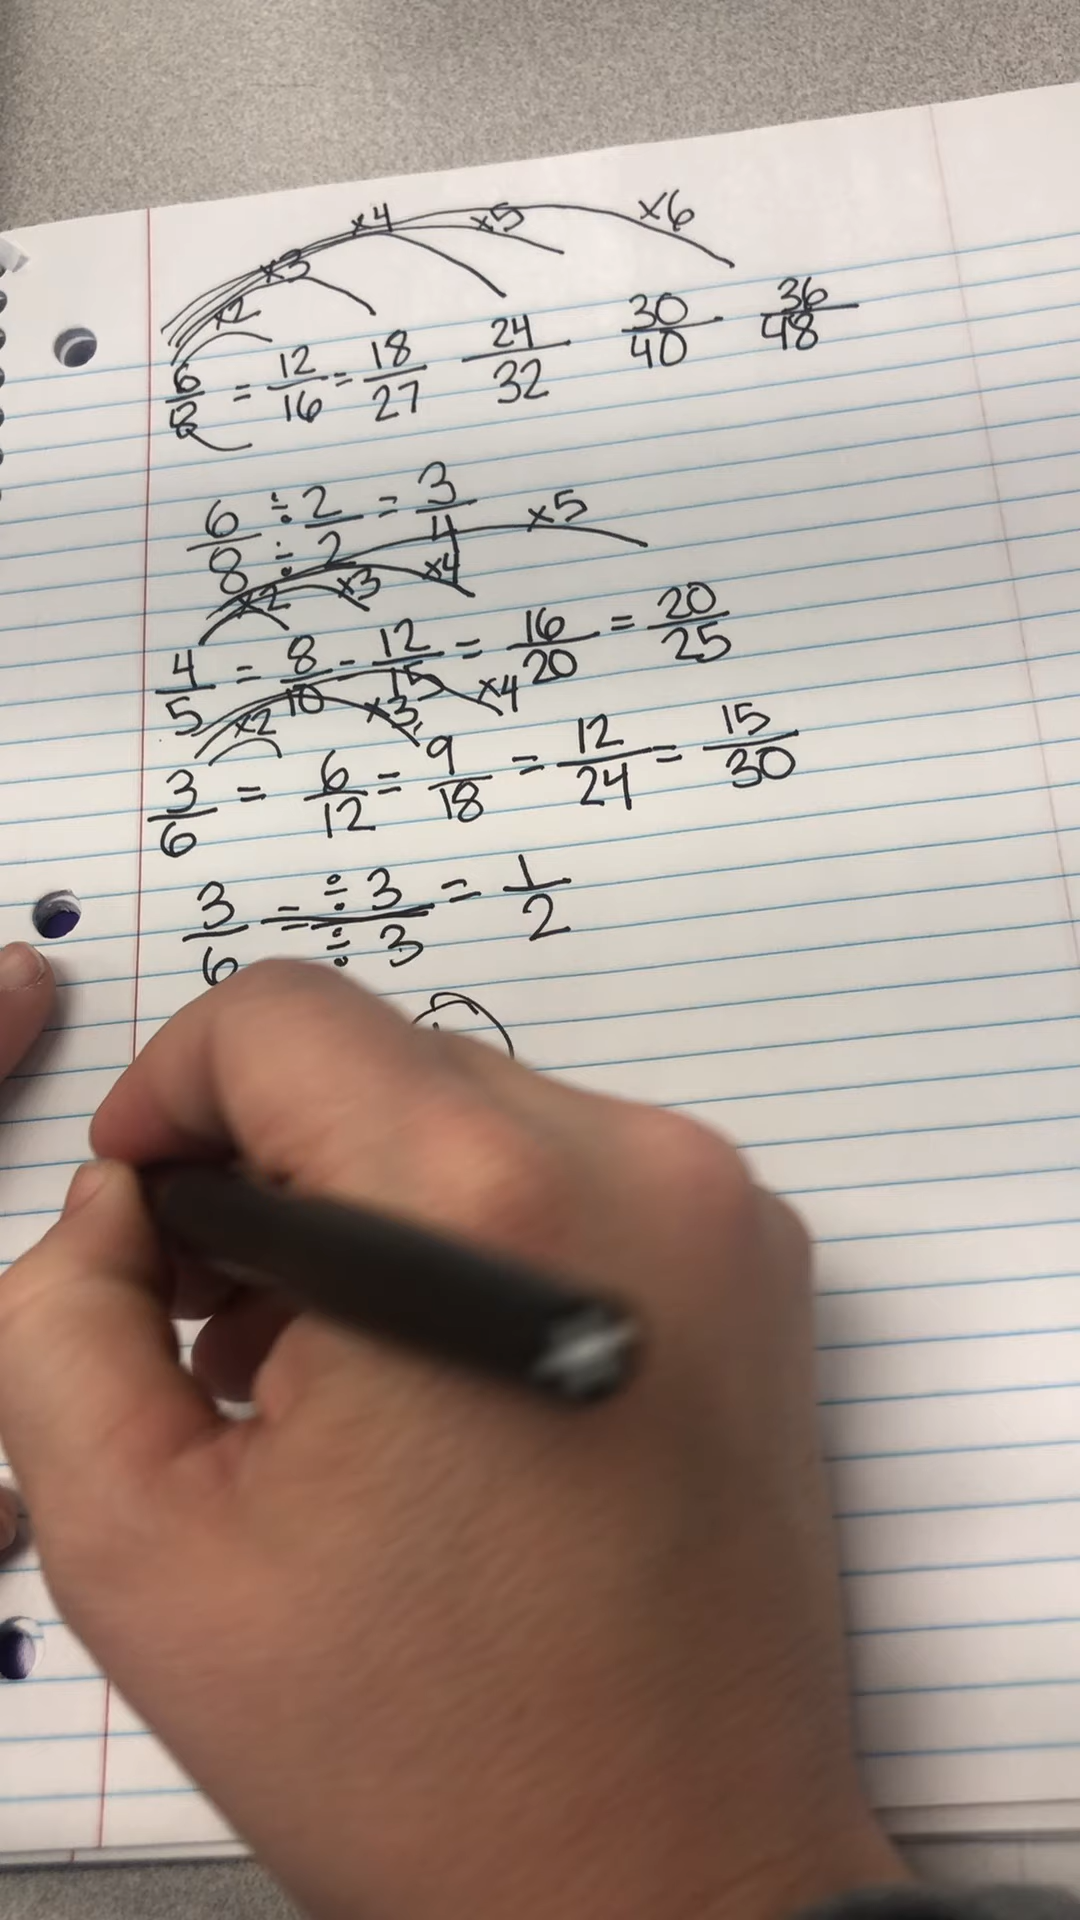 ×2 ×3 ×4 ×5 ×6
6/8 = 12/16 = 18/27 24/32 30/40 36/48
6/8 ÷2/÷2 = 3/4
×2 ×3 ×4 ×5
4/5 = 8/10 - 12/15 = 16/20 = 20/25
×2 ×3 ×4
3/6 = 6/12 = 9/18 = 12/24 = 15/30
3/6 = ÷3/÷3 = 1/2